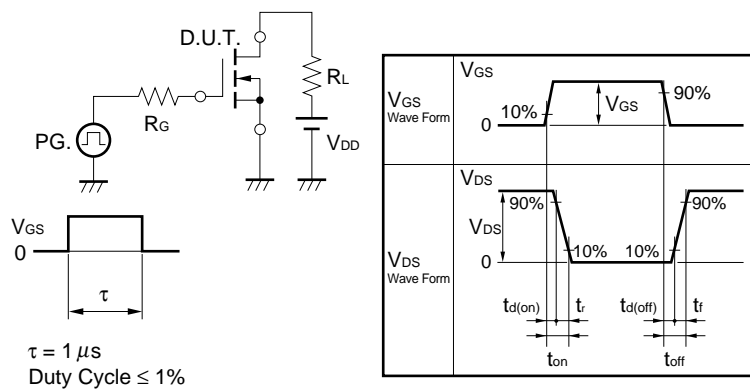 D.U.T.
RL
RG
PG.
VDD
VGS
0
τ
τ = 1 μs
Duty Cycle ≤ 1%
VGS
Wave Form
VGS
10%
VGS
90%
0
VDS
Wave Form
VDS
VDS
90%
90%
10%
10%
0
td(on)
tr
td(off)
tf
ton
toff